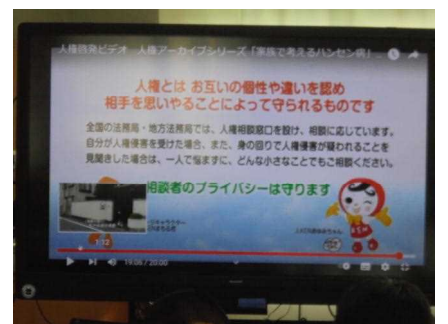 人権啓発ビデオ 人権アーカイブシリーズ「家族で考えるハンセン病」
人権とは お互いの個性や違いを認め
相手を思いやることによって守られるものです
全国の法務局・地方法務局では、人権相談窓口を設け、相談に応じています。
自分が人権侵害を受けた場合、また、身の回りで人権侵害が疑われることを
見聞きした場合は、一人で悩まずに、どんな小さなことでもご相談ください。
相談者のプライバシーは守ります
1:12
19:06 / 20:00